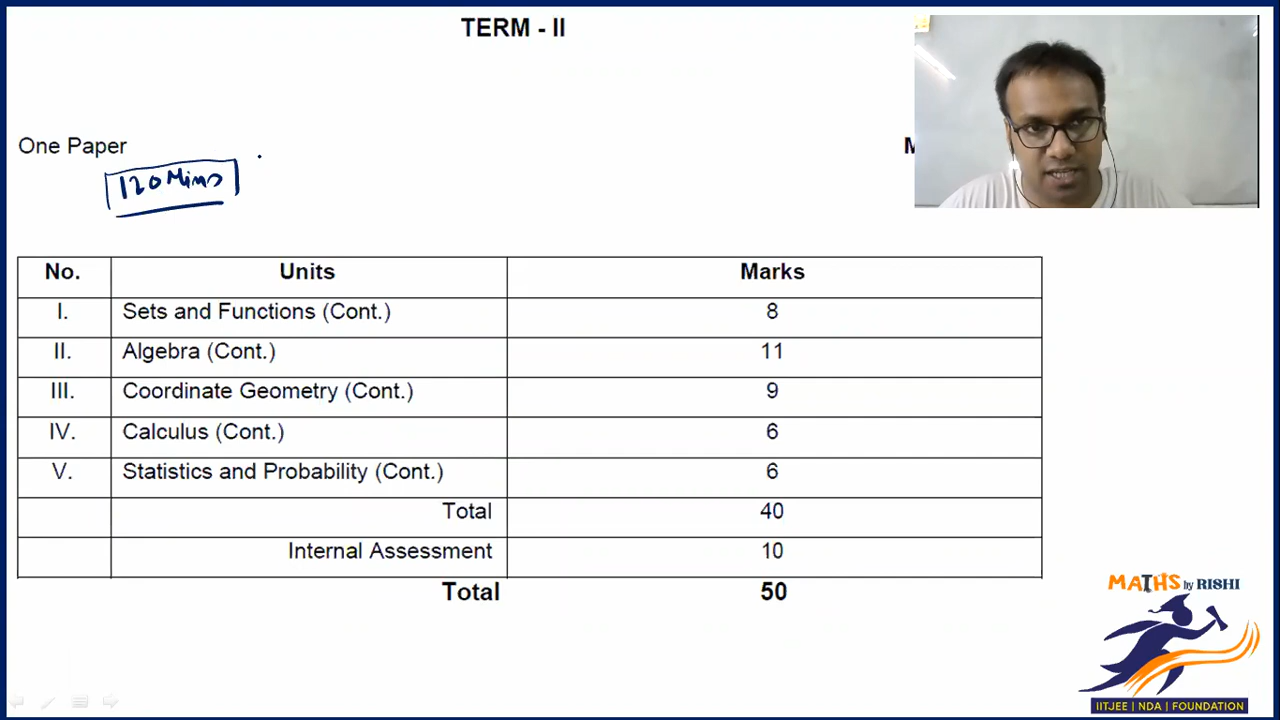 TERM - II
One Paper
M
120 Mins
No. Units Marks
I. Sets and Functions (Cont.) 8
II. Algebra (Cont.) 11
III. Coordinate Geometry (Cont.) 9
IV. Calculus (Cont.) 6
V. Statistics and Probability (Cont.) 6
Total 40
Internal Assessment 10
Total 50
MATHS by RISHI
IITJEE | NDA | FOUNDATION